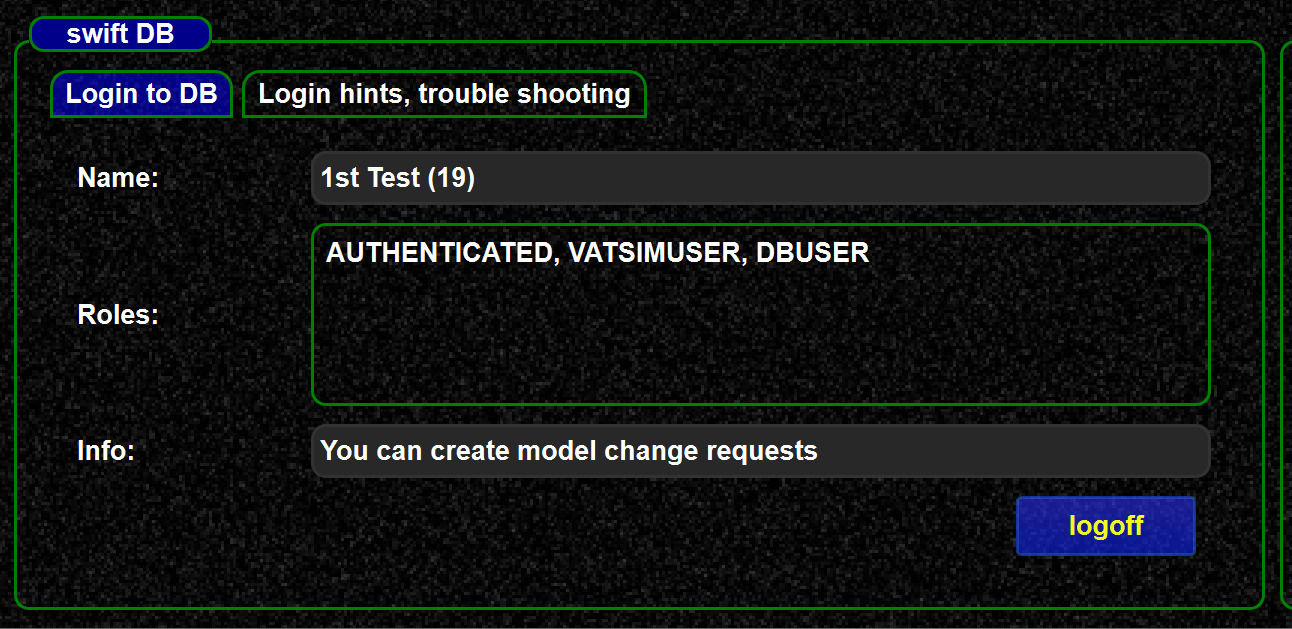 swift DB
Login to DB
Login hints, trouble shooting
Name:
1st Test (19)
Roles:
AUTHENTICATED, VATSIMUSER, DBUSER
Info:
You can create model change requests
logoff